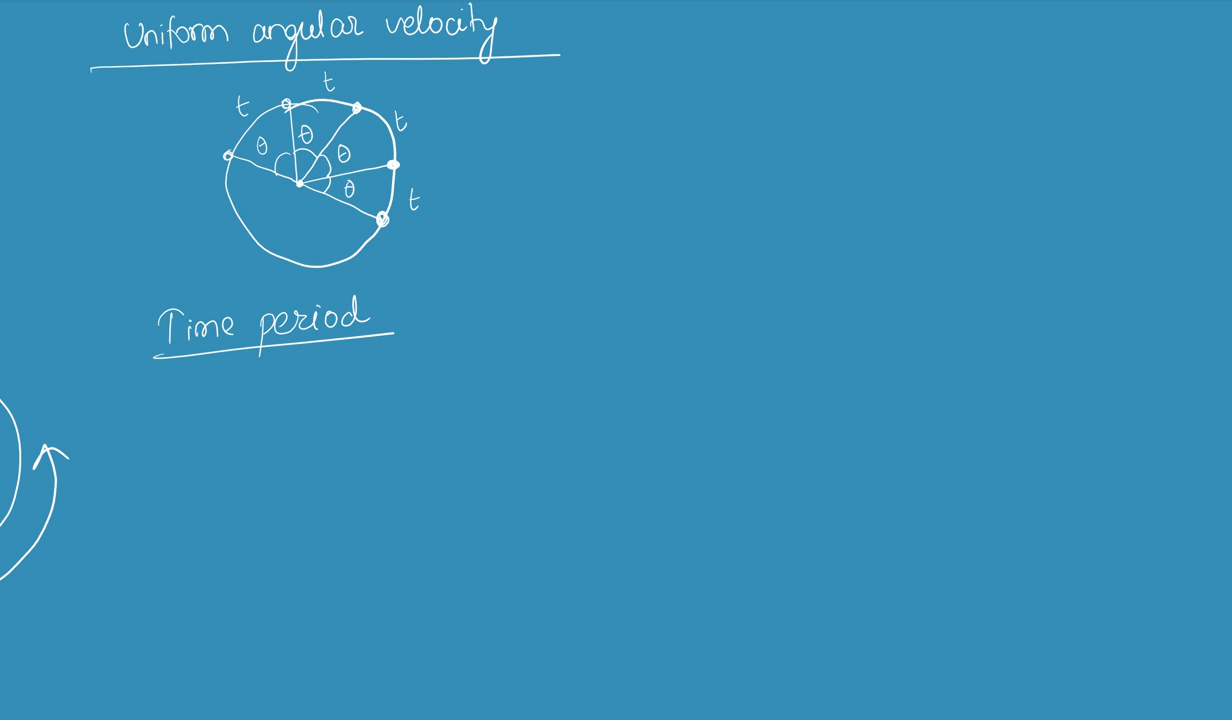 Uniform angular velocity
t
t
t
θ
θ
θ
θ
t
Time period